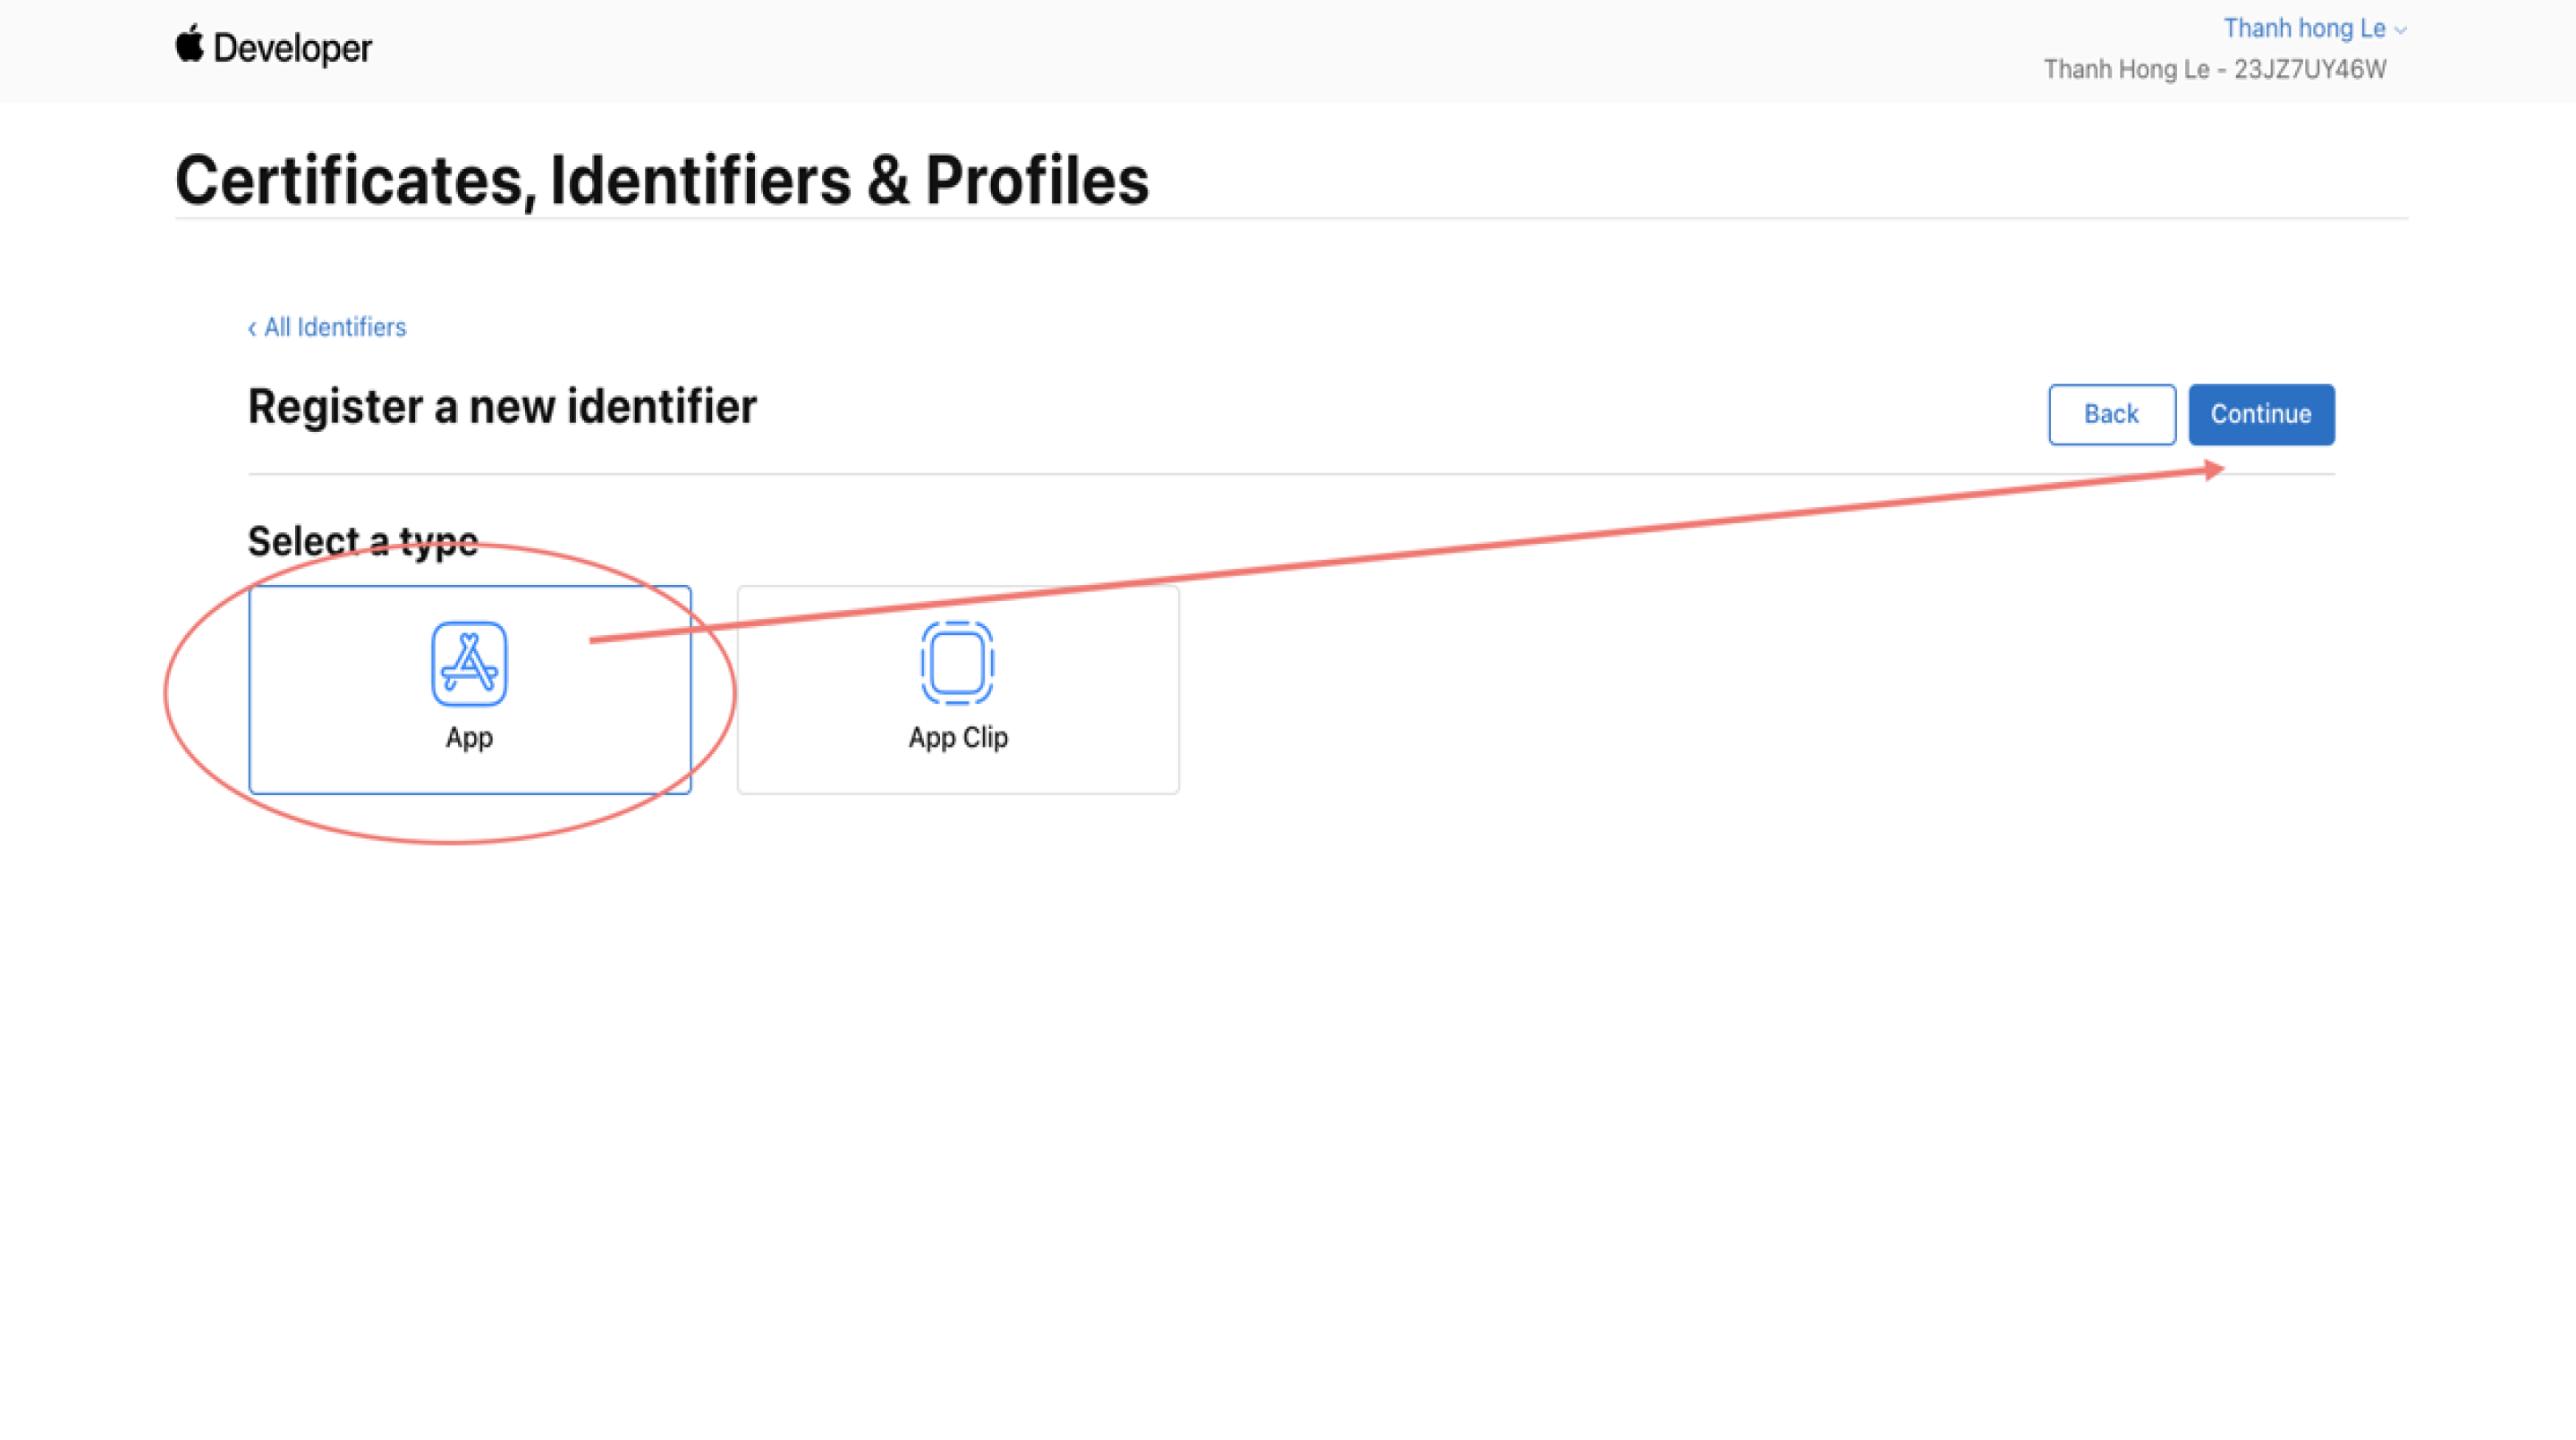 Developer
Thanh hong Le
Thanh Hong Le - 23JZ7UY46W
Certificates, Identifiers & Profiles
‹ All Identifiers
Register a new identifier
Back
Continue
Select a type
App
App Clip